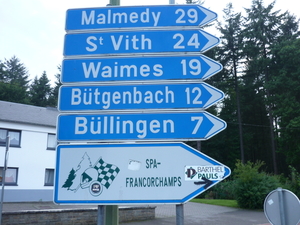 Malmedy 29
St Vith 24
Waimes 19
Bütgenbach 12
Büllingen 7
SPA-
FRANCORCHAMPS
BARTHEL
PAULS